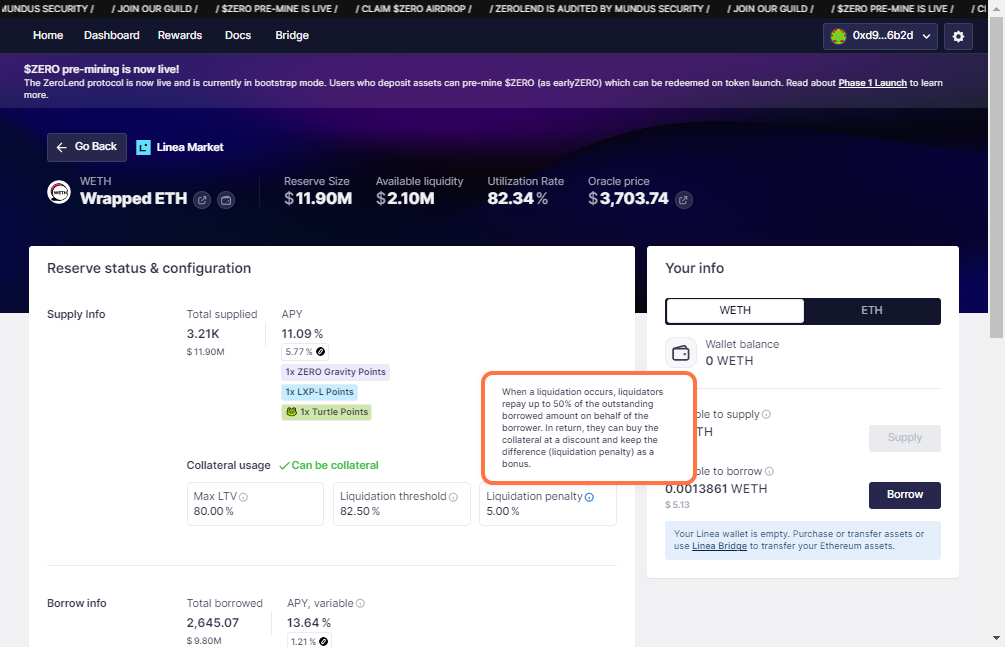 MUNDUS SECURITY / / JOIN OUR GUILD / / $ZERO PRE-MINE IS LIVE / / CLAIM $ZERO AIRDROP / / ZEROLEND IS AUDITED BY MUNDUS SECURITY / / JOIN OUR GUILD / / $ZERO PRE-MINE IS LIVE /
Home Dashboard Rewards Docs Bridge 0xd9...6b2d
$ZERO pre-mining is now live!
The ZeroLend protocol is now live and is currently in bootstrap mode. Users who deposit assets can pre-mine $ZERO (as earlyZERO) which can be redeemed on token launch. Read about Phase 1 Launch to learn
more.
Go Back Linea Market
WETH
Wrapped ETH
Reserve Size
$11.90M
Available liquidity
$2.10M
Utilization Rate
82.34%
Oracle price
$3,703.74
Reserve status & configuration
Supply Info
Total supplied
3.21K
$ 11.90M
APY
11.09 %
5.77 %
1x ZERO Gravity Points
1x LXP-L Points
1x Turtle Points
Collateral usage Can be collateral
Max LTV
80.00 %
Liquidation threshold
82.50 %
Liquidation penalty
5.00 %
When a liquidation occurs, liquidators
repay up to 50% of the outstanding
borrowed amount on behalf of the
borrower. In return, they can buy the
collateral at a discount and keep the
difference (liquidation penalty) as a
bonus.
Borrow info
Total borrowed
2,645.07
$ 9.80M
APY, variable
13.64 %
1.21 %
Your info
WETH ETH
Wallet balance
0 WETH
ble to supply
TH
Supply
ble to borrow
0.0013861 WETH
$ 5.13
Borrow
Your Linea wallet is empty. Purchase or transfer assets or
use Linea Bridge to transfer your Ethereum assets.